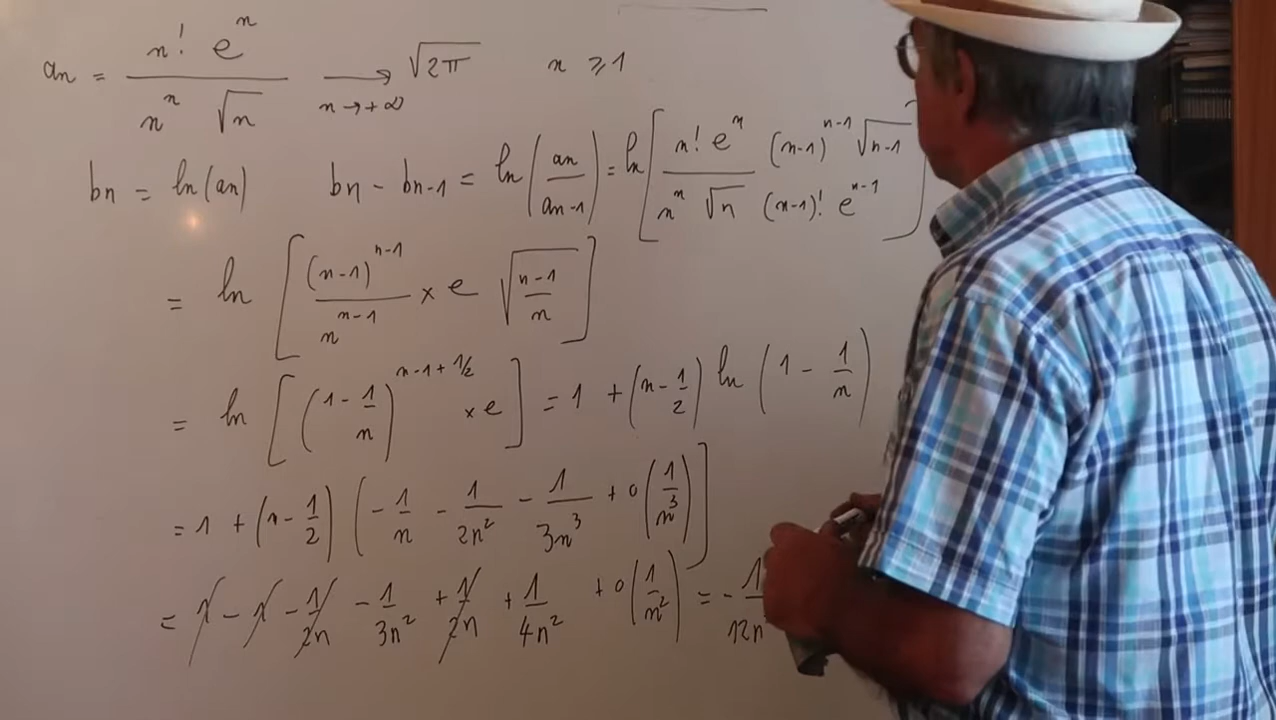 an = n! eⁿ / nⁿ √n ⟶ n→+∞ √2π n ⩾ 1
bn = ln(an) bn - bn-1 = ln(an / an-1) = ln[n! eⁿ (n-1)ⁿ⁻¹ √n-1 / nⁿ √n (n-1)! eⁿ⁻¹]
= ln[(n-1)ⁿ⁻¹ / nⁿ⁻¹ × e √(n-1 / n)]
= ln[(1 - 1/n)^(n-1+1/2) × e] = 1 + (n - 1/2) ln(1 - 1/n)
= 1 + (n - 1/2) (- 1/n - 1/2n² - 1/3n³ + o(1/n³)]
= 1 - 1 - 1/2n - 1/3n² + 1/2n + 1/4n² + o(1/n²) = - 1/12n